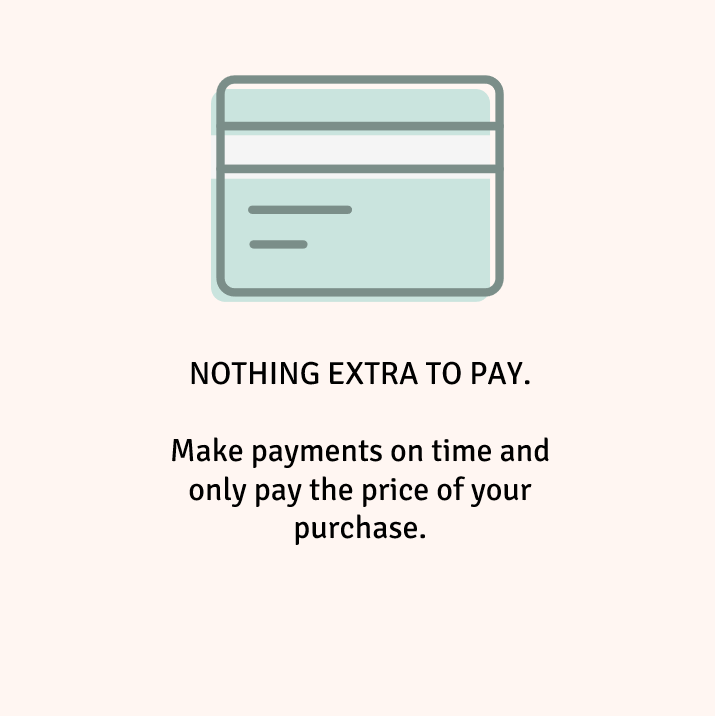 NOTHING EXTRA TO PAY.
Make payments on time and
only pay the price of your
purchase.